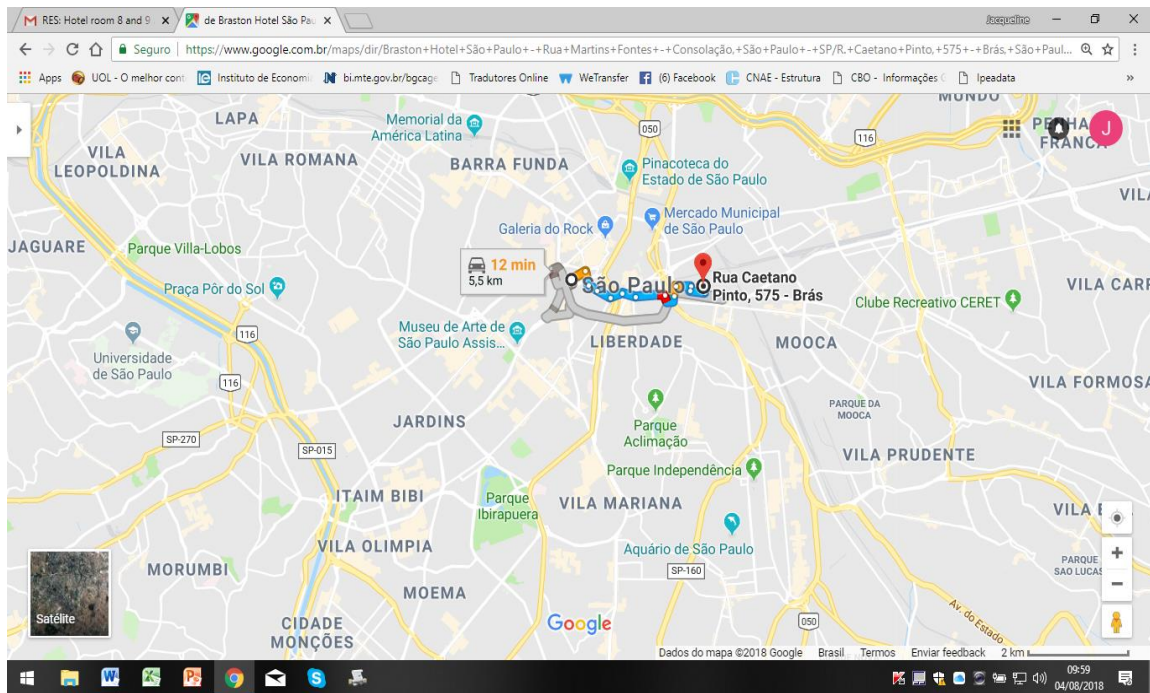 RES: Hotel room 8 and 9
de Braston Hotel São Pau
Jacqueline
Seguro
https://www.google.com.br/maps/dir/Braston+Hotel+São+Paulo+-+Rua+Martins+Fontes+-+Consolação,+São+Paulo+-+SP/R.+Caetano+Pinto,+575+-+Brás,+São+Paul...
Apps
UOL - O melhor cont
Instituto de Economi
bi.mte.gov.br/bgcage
Tradutores Online
WeTransfer
(6) Facebook
CNAE - Estrutura
CBO - Informações
Ipeadata
»
MUNDO
LAPA
Memorial da
América Latina
050
116
PENHA
FRANCA
J
VILA
LEOPOLDINA
VILA ROMANA
BARRA FUNDA
Pinacoteca do
Estado de São Paulo
VIL
Galeria do Rock
Mercado Municipal
de São Paulo
JAGUARE
Parque Villa-Lobos
12 min
5,5 km
São Paulo
Rua Caetano
Pinto, 575 - Brás
Praça Pôr do Sol
Clube Recreativo CERET
VILA CARR
116
Museu de Arte de
São Paulo Assis...
LIBERDADE
MOOCA
Universidade
de São Paulo
116
VILA FORMOSA
PARQUE DA
MOOCA
JARDINS
Parque
Aclimação
SP-270
SP-015
VILA PRUDENTE
Parque Independência
ITAIM BIBI
Parque
Ibirapuera
VILA MARIANA
VILA
VILA OLIMPIA
Aquário de São Paulo
SP-160
PARQUE
SAO LUCAS
MORUMBI
MOEMA
Satélite
CIDADE
MONÇÕES
Google
050
Av. do Estado
Dados do mapa ©2018 Google
Brasil
Termos
Enviar feedback
2 km
09:59
04/08/2018